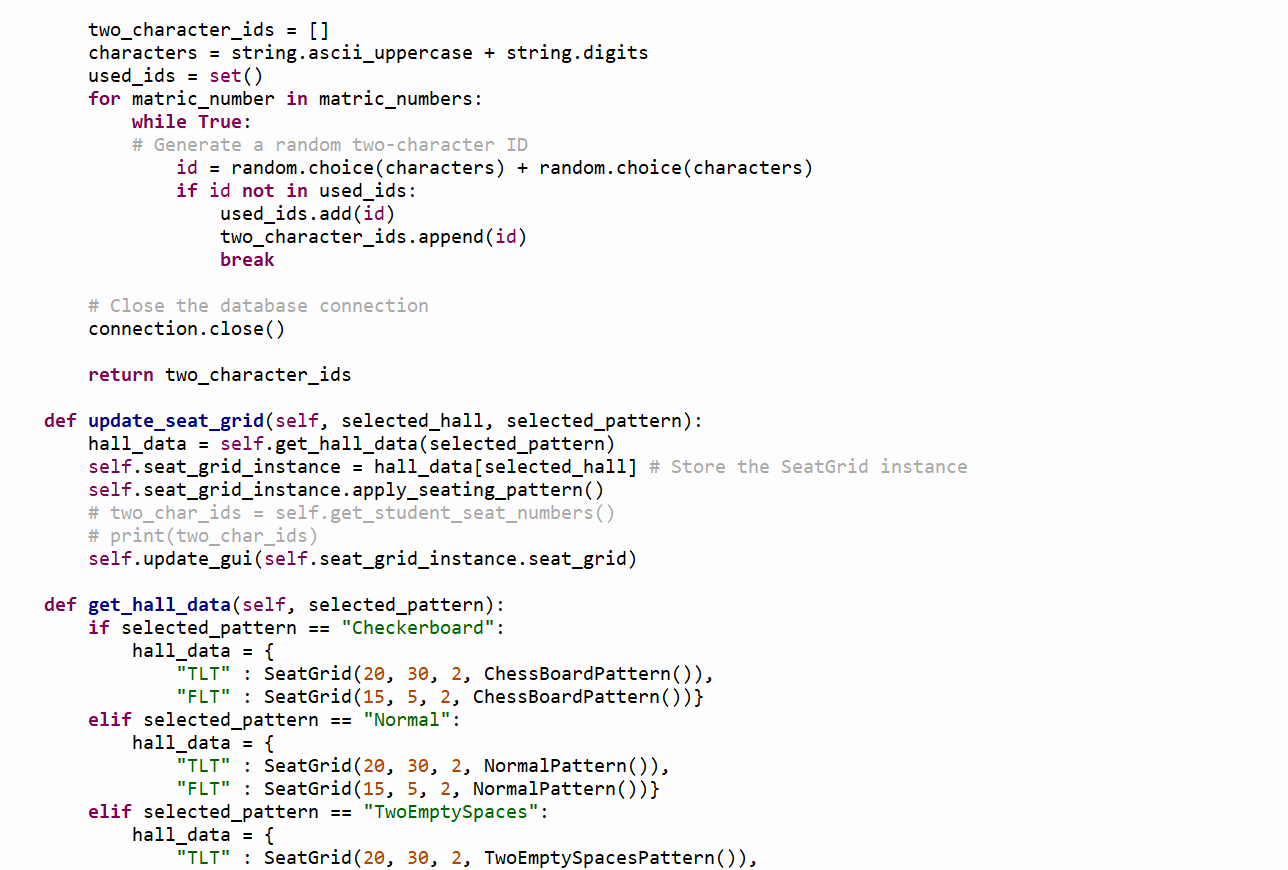 two_character_ids = []
characters = string.ascii_uppercase + string.digits
used_ids = set()
for matric_number in matric_numbers:
while True:
# Generate a random two-character ID
id = random.choice(characters) + random.choice(characters)
if id not in used_ids:
used_ids.add(id)
two_character_ids.append(id)
break
# Close the database connection
connection.close()
return two_character_ids
def update_seat_grid(self, selected_hall, selected_pattern):
hall_data = self.get_hall_data(selected_pattern)
self.seat_grid_instance = hall_data[selected_hall] # Store the SeatGrid instance
self.seat_grid_instance.apply_seating_pattern()
# two_char_ids = self.get_student_seat_numbers()
# print(two_char_ids)
self.update_gui(self.seat_grid_instance.seat_grid)
def get_hall_data(self, selected_pattern):
if selected_pattern == "Checkerboard":
hall_data = {
"TLT" : SeatGrid(20, 30, 2, ChessBoardPattern()),
"FLT" : SeatGrid(15, 5, 2, ChessBoardPattern())}
elif selected_pattern == "Normal":
hall_data = {
"TLT" : SeatGrid(20, 30, 2, NormalPattern()),
"FLT" : SeatGrid(15, 5, 2, NormalPattern())}
elif selected_pattern == "TwoEmptySpaces":
hall_data = {
"TLT" : SeatGrid(20, 30, 2, TwoEmptySpacesPattern()),